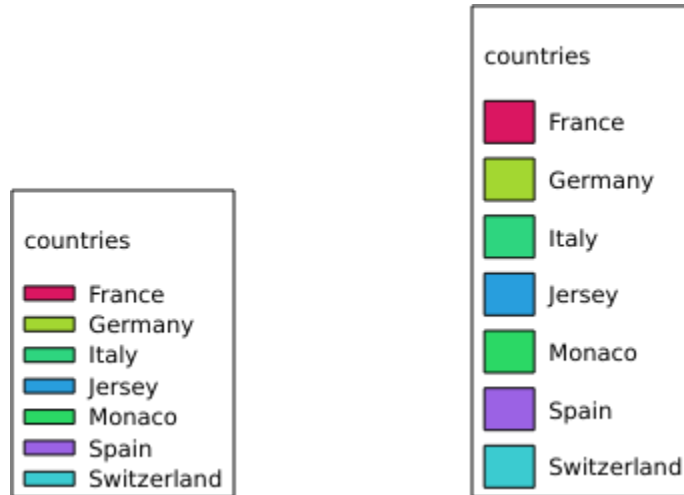 countries
France
Germany
Italy
Jersey
Monaco
Spain
Switzerland
countries
France
Germany
Italy
Jersey
Monaco
Spain
Switzerland